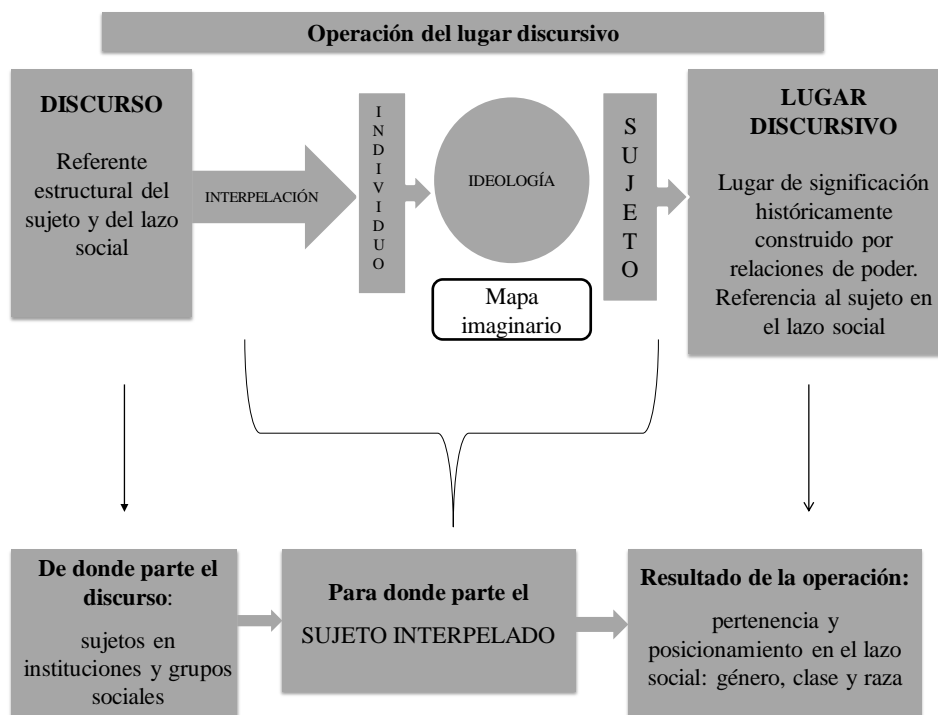 Operación del lugar discursivo
DISCURSO
Referente
estructural del
sujeto y del lazo
social
INTERPELACIÓN
INDIVIDUO
IDEOLOGÍA
Mapa
imaginario
SUJETO
LUGAR
DISCURSIVO
Lugar de significación
históricamente
construido por
relaciones de poder.
Referencia al sujeto en
el lazo social
De donde parte el
discurso:
sujetos en
instituciones y grupos
sociales
Para donde parte el
SUJETO INTERPELADO
Resultado de la operación:
pertenencia y
posicionamiento en el lazo
social: género, clase y raza